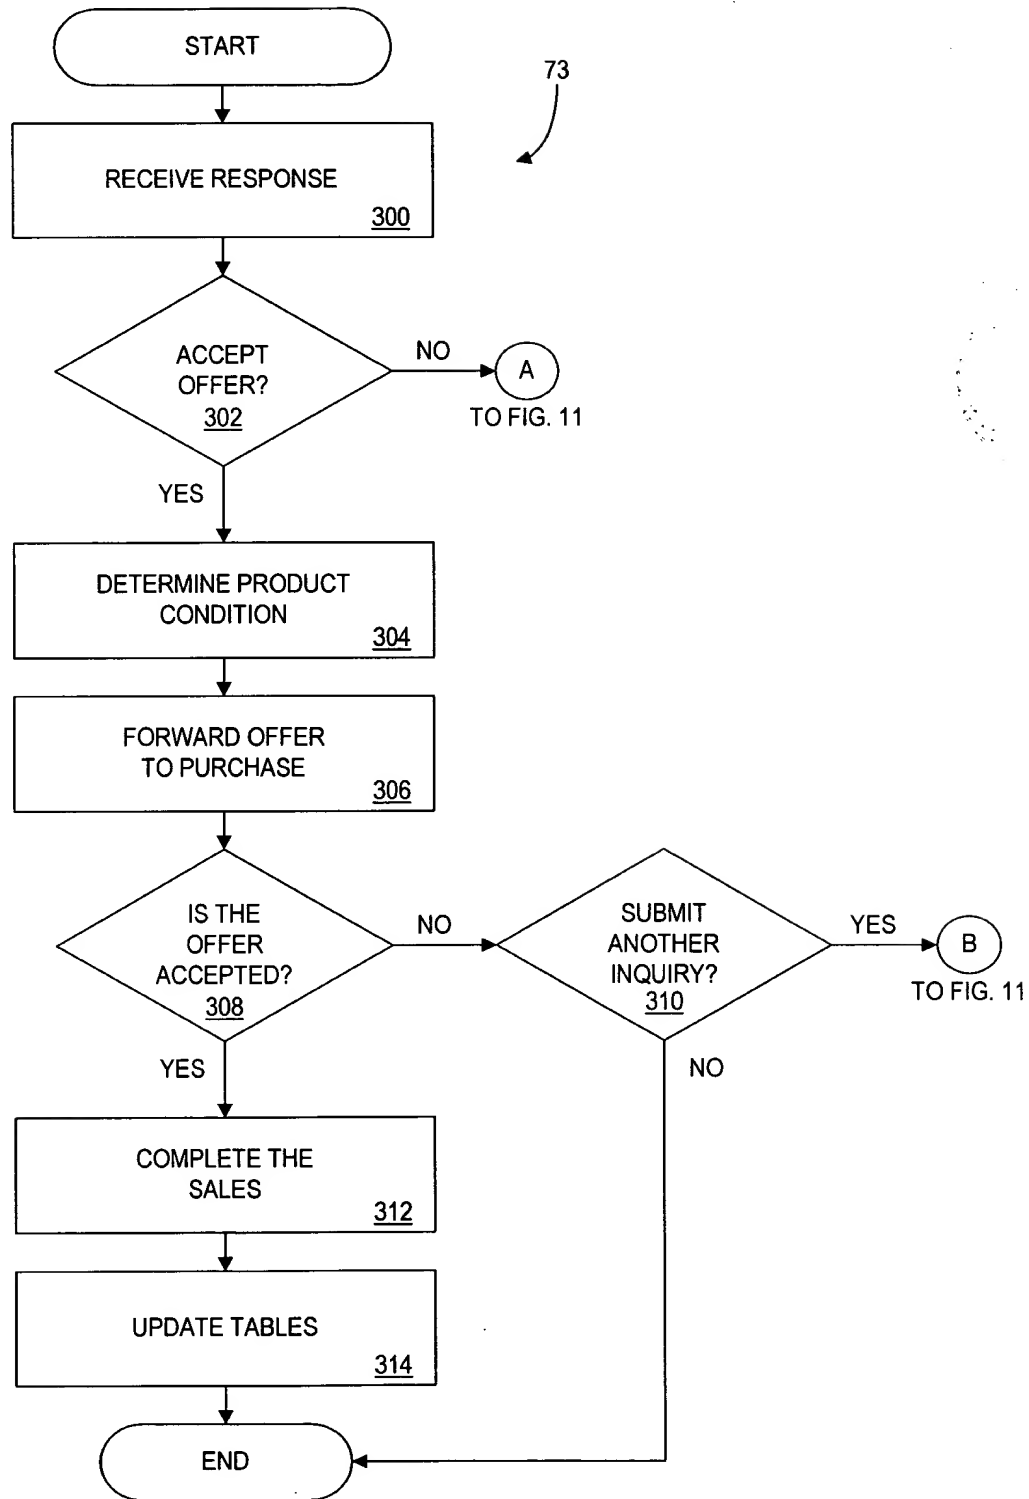 START
73
RECEIVE RESPONSE
300
ACCEPT
OFFER?
302
NO
A
TO FIG. 11
YES
DETERMINE PRODUCT
CONDITION
304
FORWARD OFFER
TO PURCHASE
306
IS THE
OFFER
ACCEPTED?
308
NO
SUBMIT
ANOTHER
INQUIRY?
310
YES
B
TO FIG. 11
YES
NO
COMPLETE THE
SALES
312
UPDATE TABLES
314
END